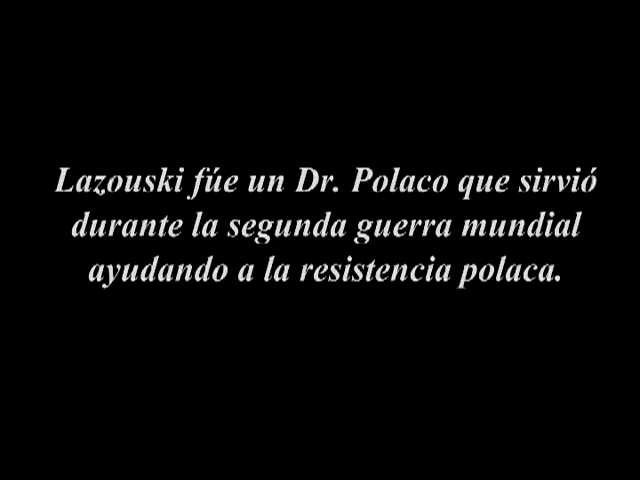 Lazouski fúe un Dr. Polaco que sirvió
durante la segunda guerra mundial
ayudando a la resistencia polaca.